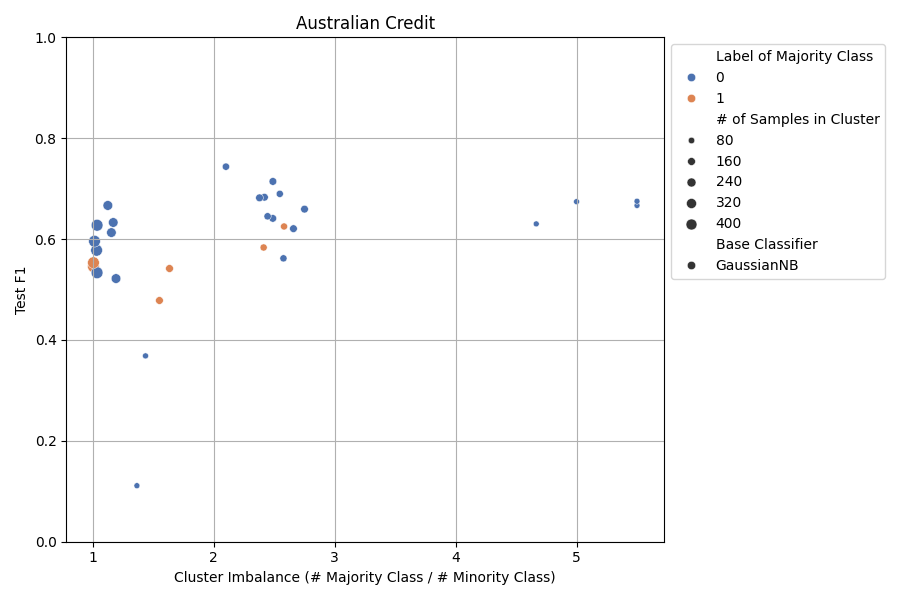 Australian Credit
1.0
0.8
0.6
0.4
0.2
0.0
Test F1
1
2
3
4
5
Cluster Imbalance (# Majority Class / # Minority Class)
Label of Majority Class
0
1
# of Samples in Cluster
80
160
240
320
400
Base Classifier
GaussianNB